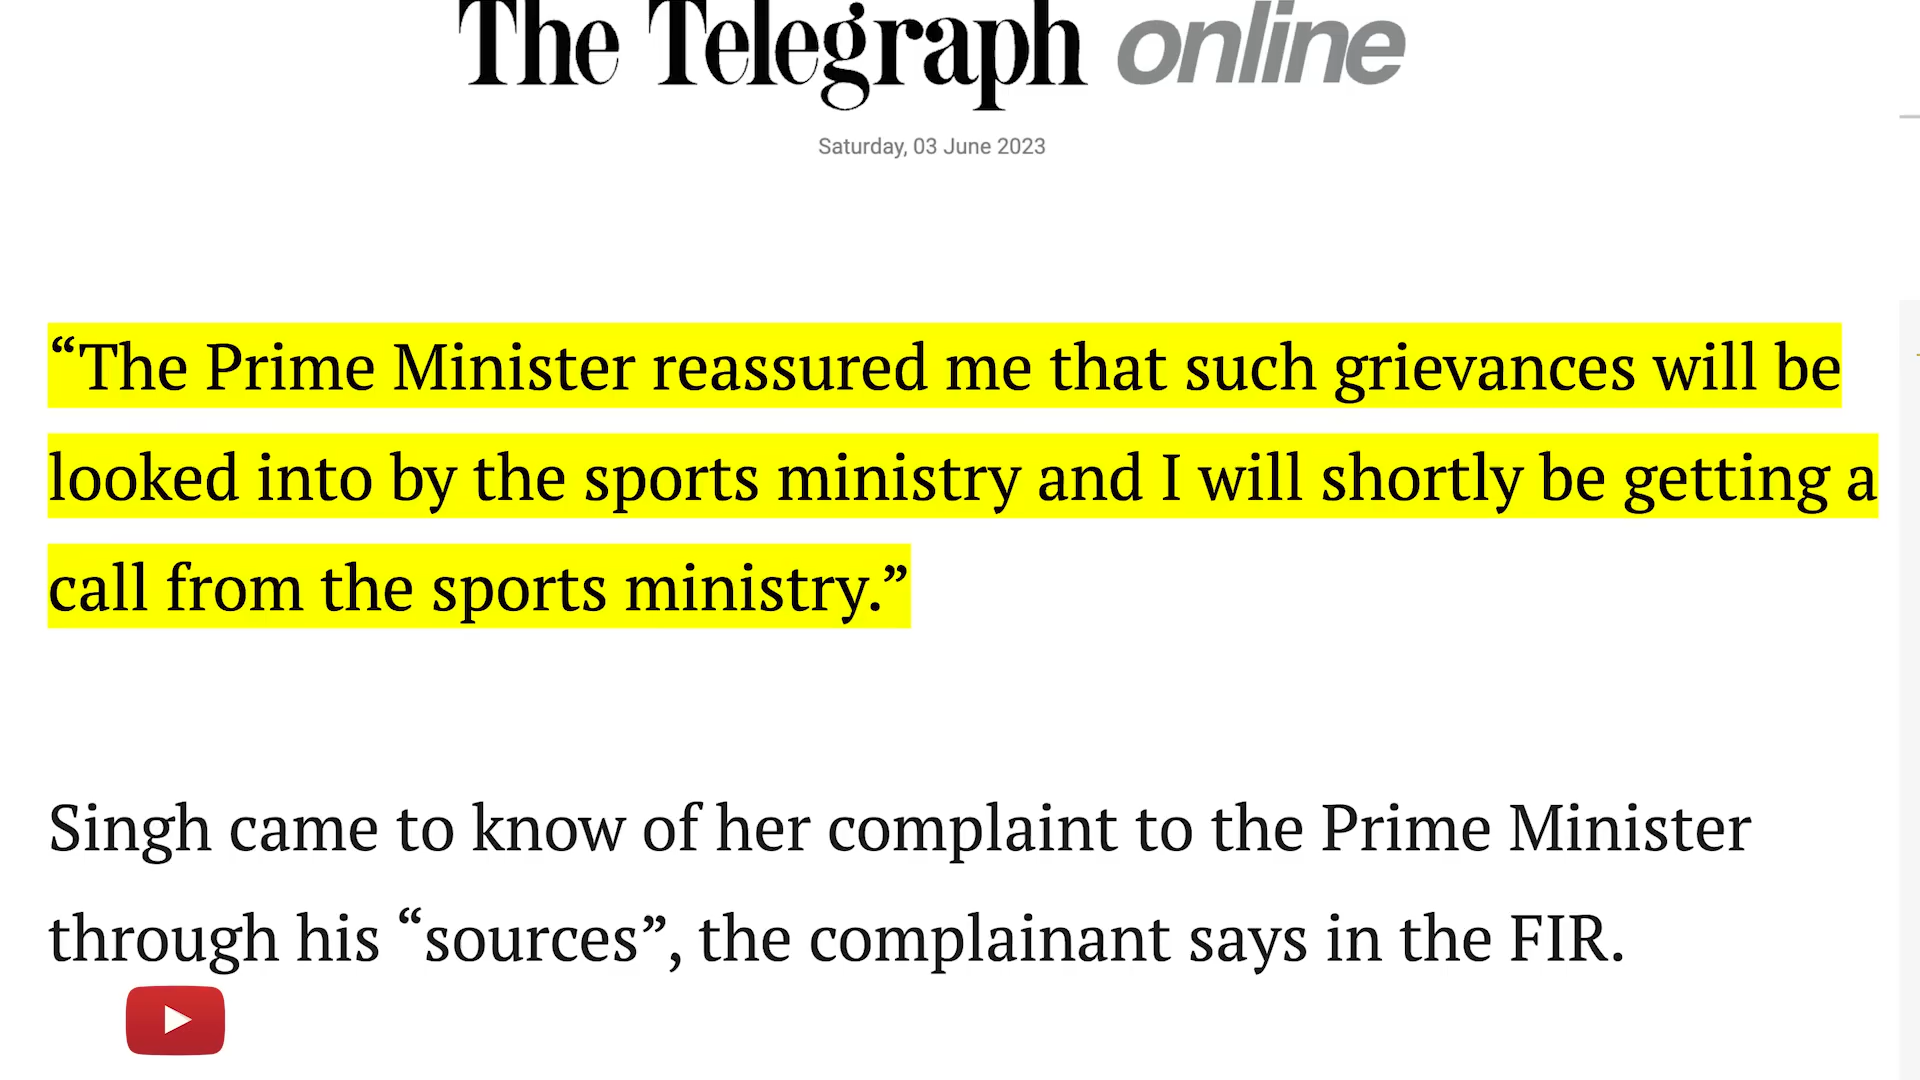 The Telegraph online
Saturday, 03 June 2023
“The Prime Minister reassured me that such grievances will be
looked into by the sports ministry and I will shortly be getting a
call from the sports ministry.”
Singh came to know of her complaint to the Prime Minister
through his “sources”, the complainant says in the FIR.